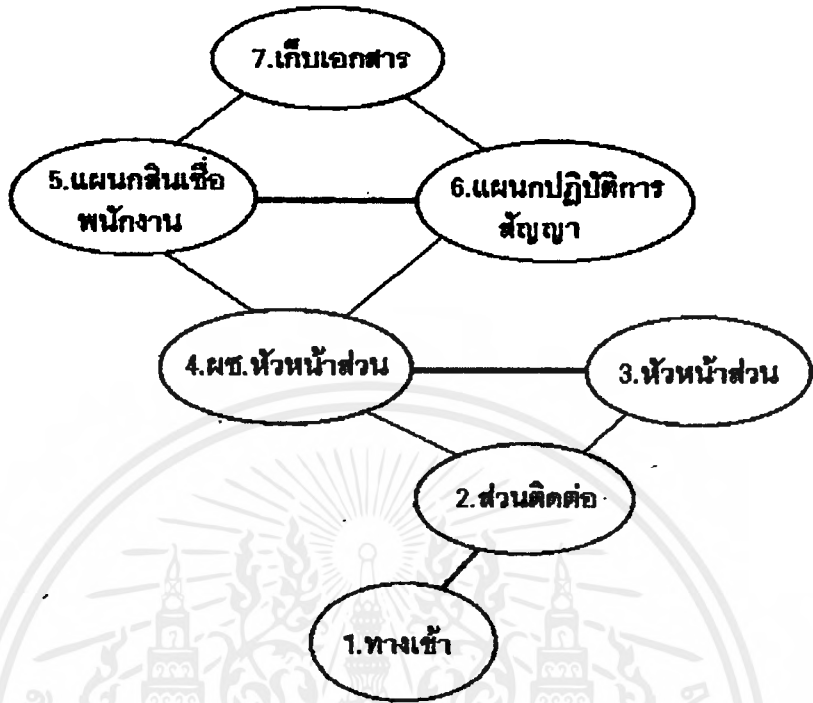 7.เก็บเอกสาร
5.แผนกสินเชื่อ
พนักงาน
6.แผนกปฏิบัติการ
สัญญา
4.ผช.หัวหน้าส่วน
3.หัวหน้าส่วน
2.ส่วนติดต่อ
1.ทางเข้า